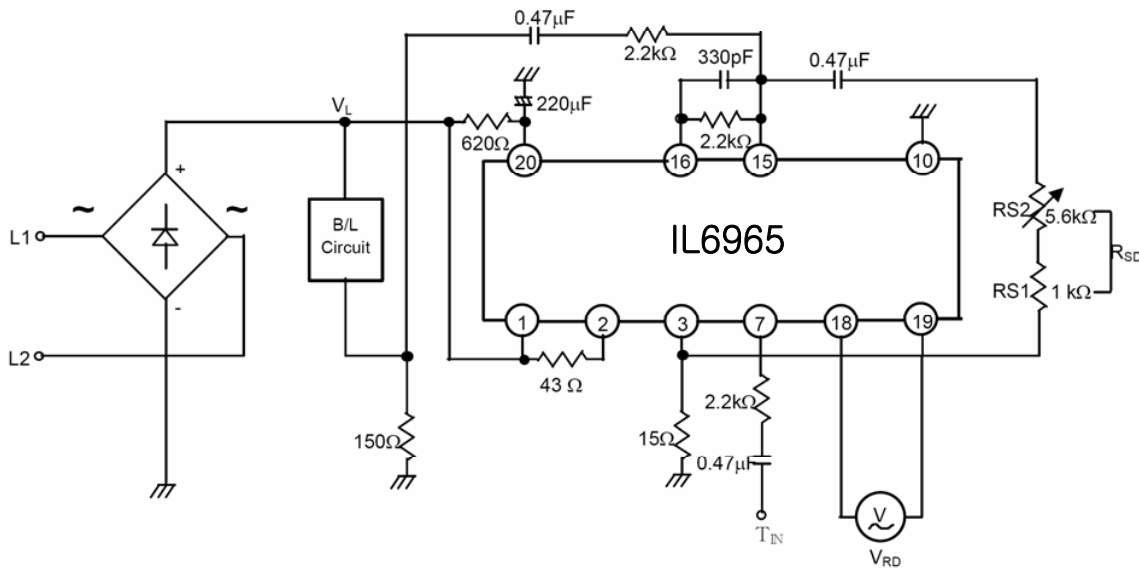 0.47µF
2.2kΩ
330pF
0.47µF
220µF
VL
620Ω
2.2kΩ
20
16
15
10
+
~
~
L1
B/L
Circuit
IL6965
RS2
5.6kΩ
RSD
RS1
1 kΩ
-
1
2
3
7
18
19
L2
43 Ω
2.2kΩ
150Ω
15Ω
0.47µF
V
~
TIN
VRD